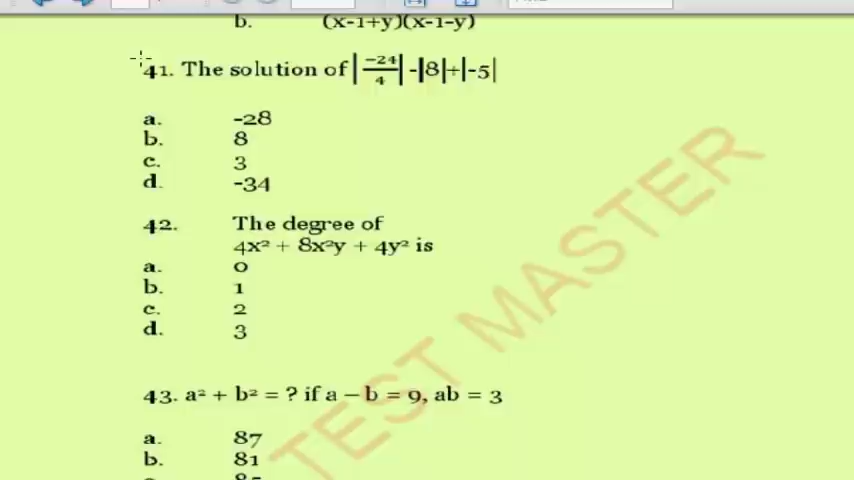 b. (x-1+y)(x-1-y)
41. The solution of |−24/4| -|8|+|-5|
a. -28
b. 8
c. 3
d. -34
42. The degree of
4x² + 8x²y + 4y² is
a. 0
b. 1
c. 2
d. 3
43. a² + b² = ? if a – b = 9, ab = 3
a. 87
b. 81
TEST MASTER